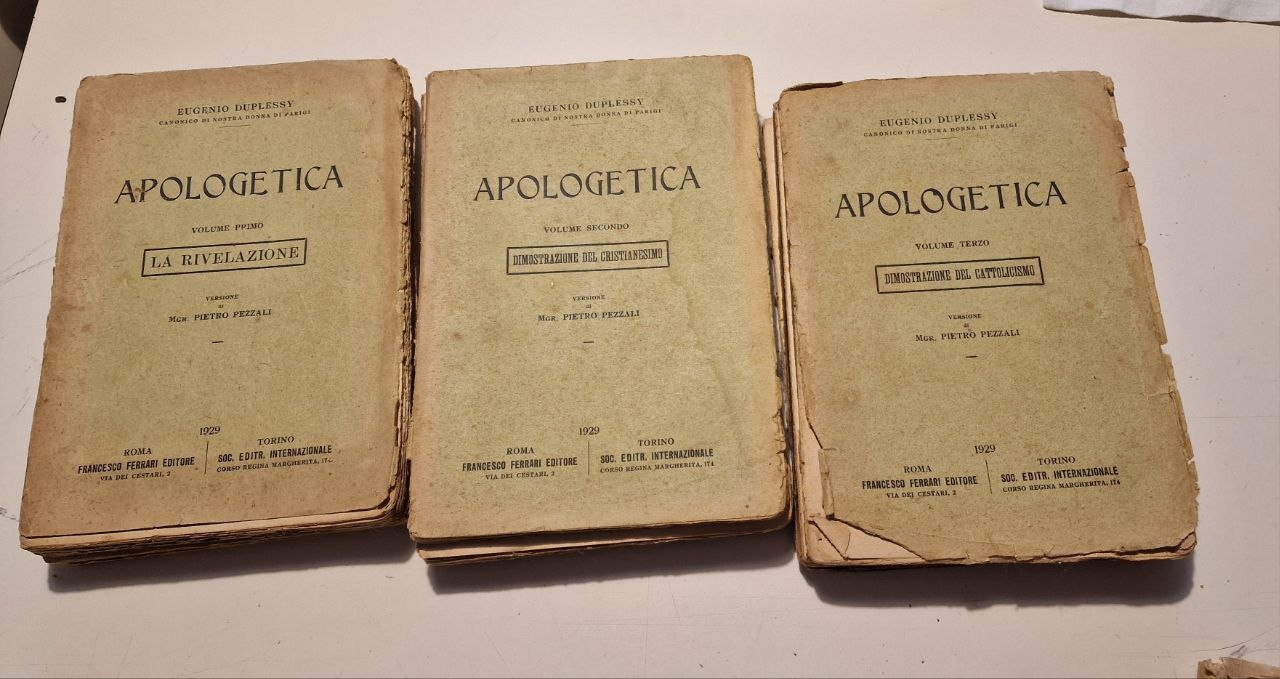 EUGENIO DUPLESSY
CANONICO DI NOSTRA DONNA DI PARIGI
APOLOGETICA
VOLUME PRIMO
LA RIVELAZIONE
VERSIONE
di
MGR. PIETRO PEZZALI
1929
ROMA
FRANCESCO FERRARI EDITORE
VIA DEI CESTARI, 2
TORINO
SOC. EDITR. INTERNAZIONALE
CORSO REGINA MARGHERITA, 174
EUGENIO DUPLESSY
CANONICO DI NOSTRA DONNA DI PARIGI
APOLOGETICA
VOLUME SECONDO
DIMOSTRAZIONE DEL CRISTIANESIMO
VERSIONE
di
MGR. PIETRO PEZZALI
1929
ROMA
FRANCESCO FERRARI EDITORE
VIA DEI CESTARI, 2
TORINO
SOC. EDITR. INTERNAZIONALE
CORSO REGINA MARGHERITA, 174
EUGENIO DUPLESSY
CANONICO DI NOSTRA DONNA DI PARIGI
APOLOGETICA
VOLUME TERZO
DIMOSTRAZIONE DEL CATTOLICISMO
VERSIONE
di
MGR. PIETRO PEZZALI
1929
ROMA
FRANCESCO FERRARI EDITORE
VIA DEI CESTARI, 2
TORINO
SOC. EDITR. INTERNAZIONALE
CORSO REGINA MARGHERITA, 174